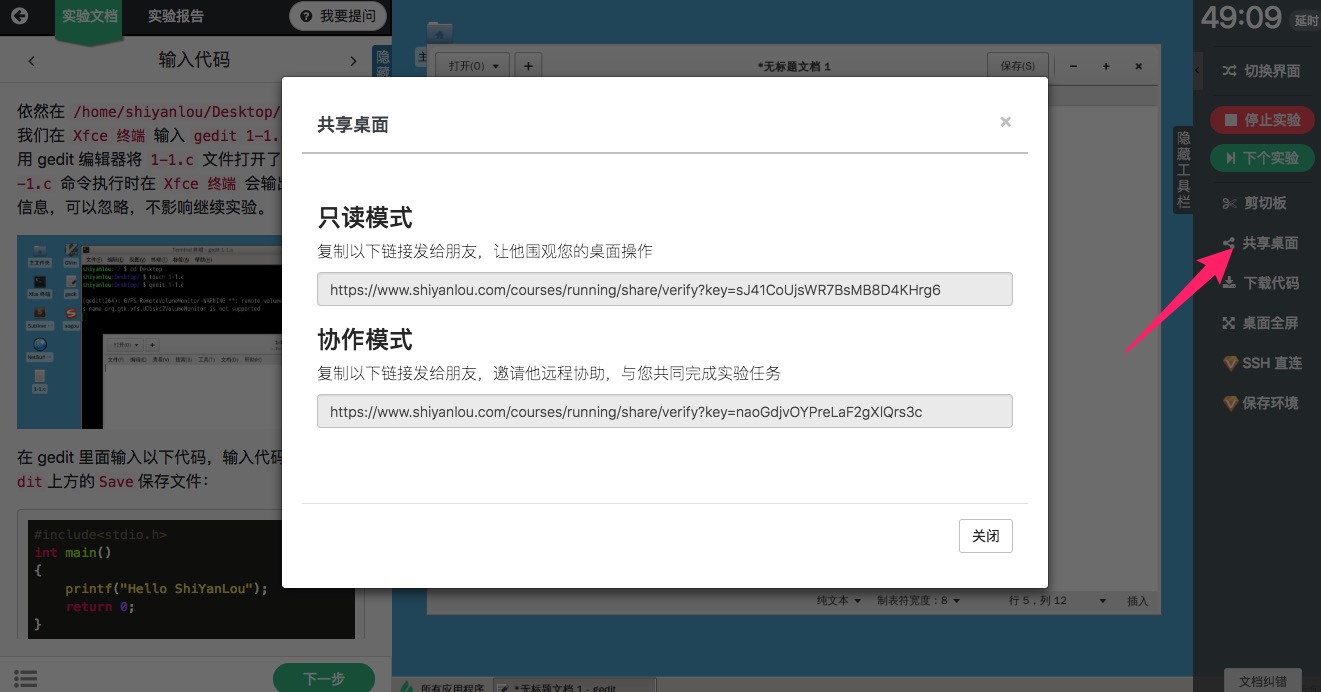 实验文档
实验报告
我要提问
输入代码
隐藏
依然在 /home/shiyanlou/Desktop/
我们在 Xfce 终端 输入 gedit 1-1.
用 gedit 编辑器将 1-1.c 文件打开了
-1.c 命令执行时在 Xfce 终端 会输出
信息，可以忽略，不影响继续实验。
shiyanlou:~/ $ cd Desktop
shiyanlou:Desktop/ $ touch 1-1.c
shiyanlou:Desktop/ $ gedit 1-1.c
在 gedit 里面输入以下代码，输入代码
dit 上方的 Save 保存文件：
#include<stdio.h>
int main()
{
printf("Hello ShiYanLou");
return 0;
}
下一步
主
打开(O)
+
*无标题文档 1
保存(S)
共享桌面
×
只读模式
复制以下链接发给朋友，让他围观您的桌面操作
https://www.shiyanlou.com/courses/running/share/verify?key=sJ41CoUjsWR7BsMB8D4KHrg6
协作模式
复制以下链接发给朋友，邀请他远程协助，与您共同完成实验任务
https://www.shiyanlou.com/courses/running/share/verify?key=naoGdjvOYPreLaF2gXlQrs3c
关闭
纯文本
制表符宽度：8
行 5，列 12
插入
所有应用程序
*无标题文档 1 - gedit
49:09
延时
切换界面
停止实验
下个实验
隐藏工具栏
剪切板
共享桌面
下载代码
桌面全屏
SSH 直连
保存环境
文档纠错